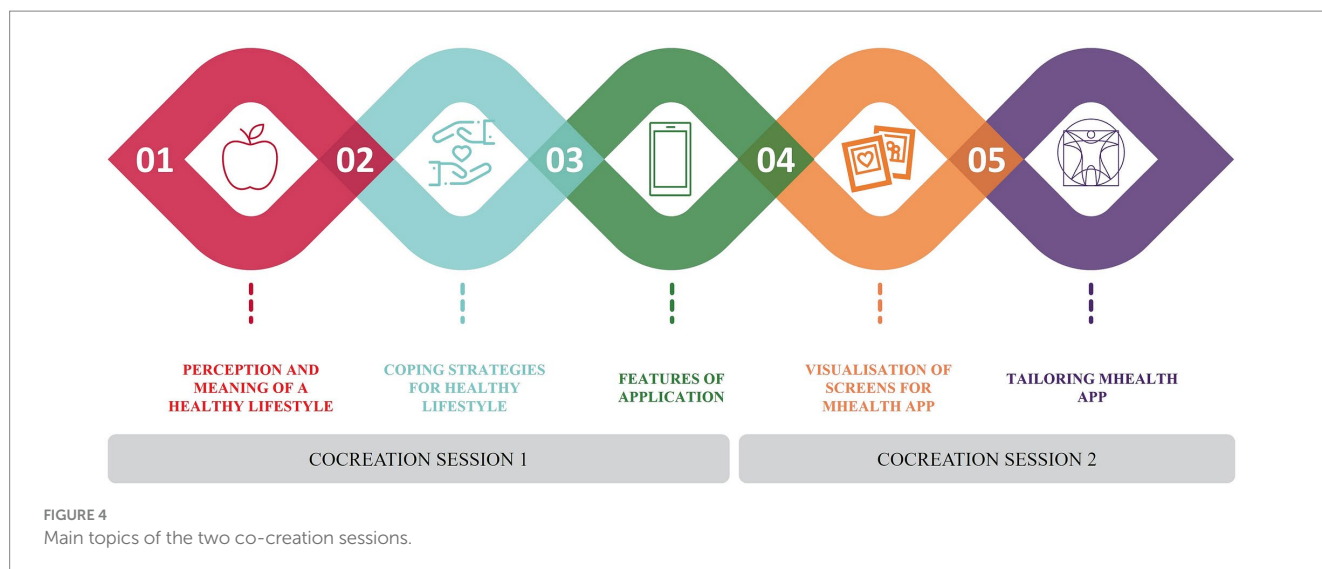 01
02
03
04
05
PERCEPTION AND
MEANING OF A
HEALTHY LIFESTYLE
COPING STRATEGIES
FOR HEALTHY
LIFESTYLE
FEATURES OF
APPLICATION
VISUALISATION OF
SCREENS FOR
MHEALTH APP
TAILORING MHEALTH
APP
COCREATION SESSION 1
COCREATION SESSION 2
FIGURE 4
Main topics of the two co-creation sessions.